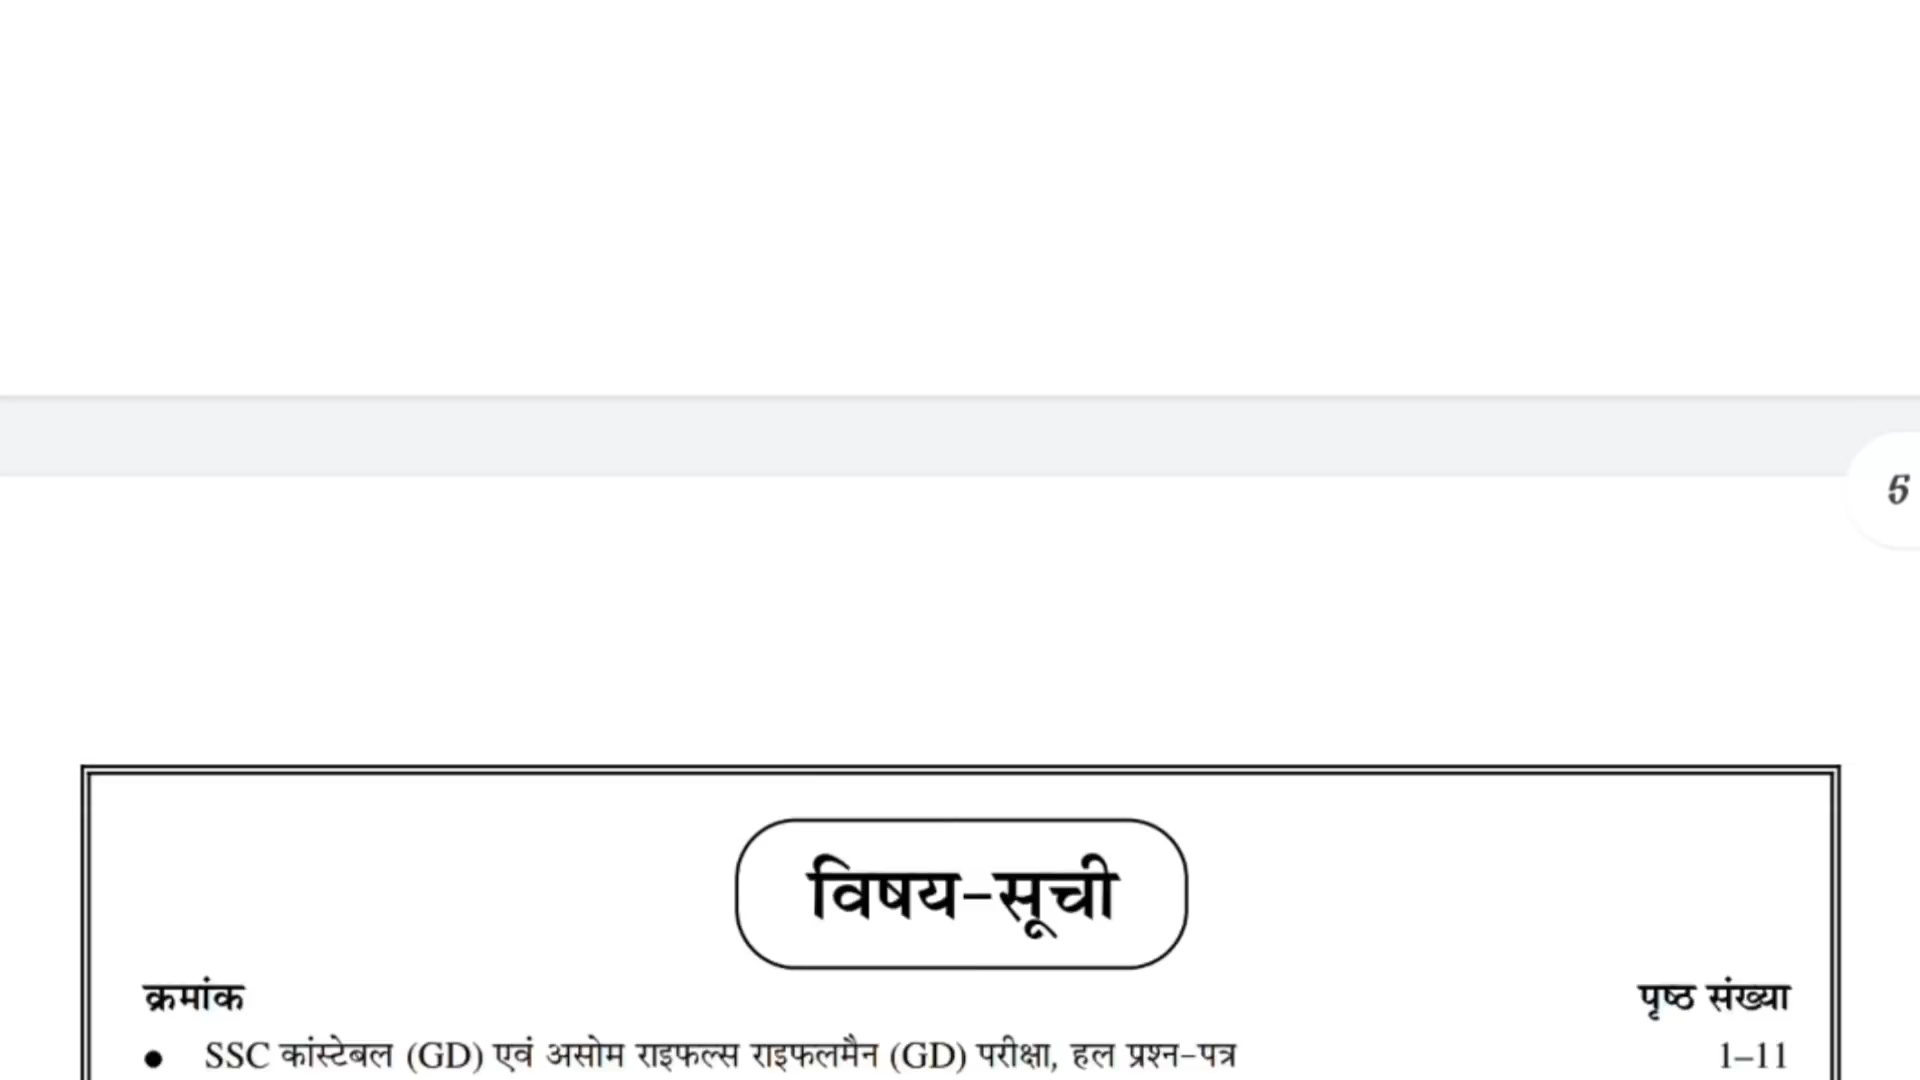 5
विषय-सूची
क्रमांक पृष्ठ संख्या
● SSC कांस्टेबल (GD) एवं असोम राइफल्स राइफलमैन (GD) परीक्षा, हल प्रश्न-पत्र 1–11